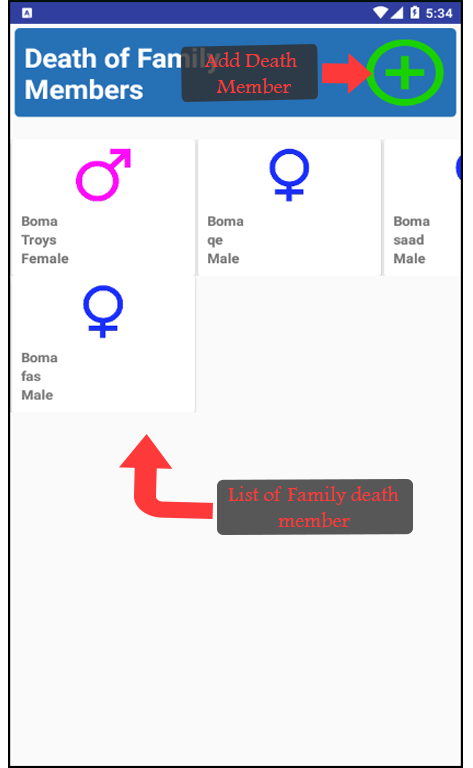 5:34
Death of Family
Members
Add Death
Member
Boma
Troys
Female
Boma
qe
Male
Boma
saad
Male
Boma
fas
Male
List of Family death
member